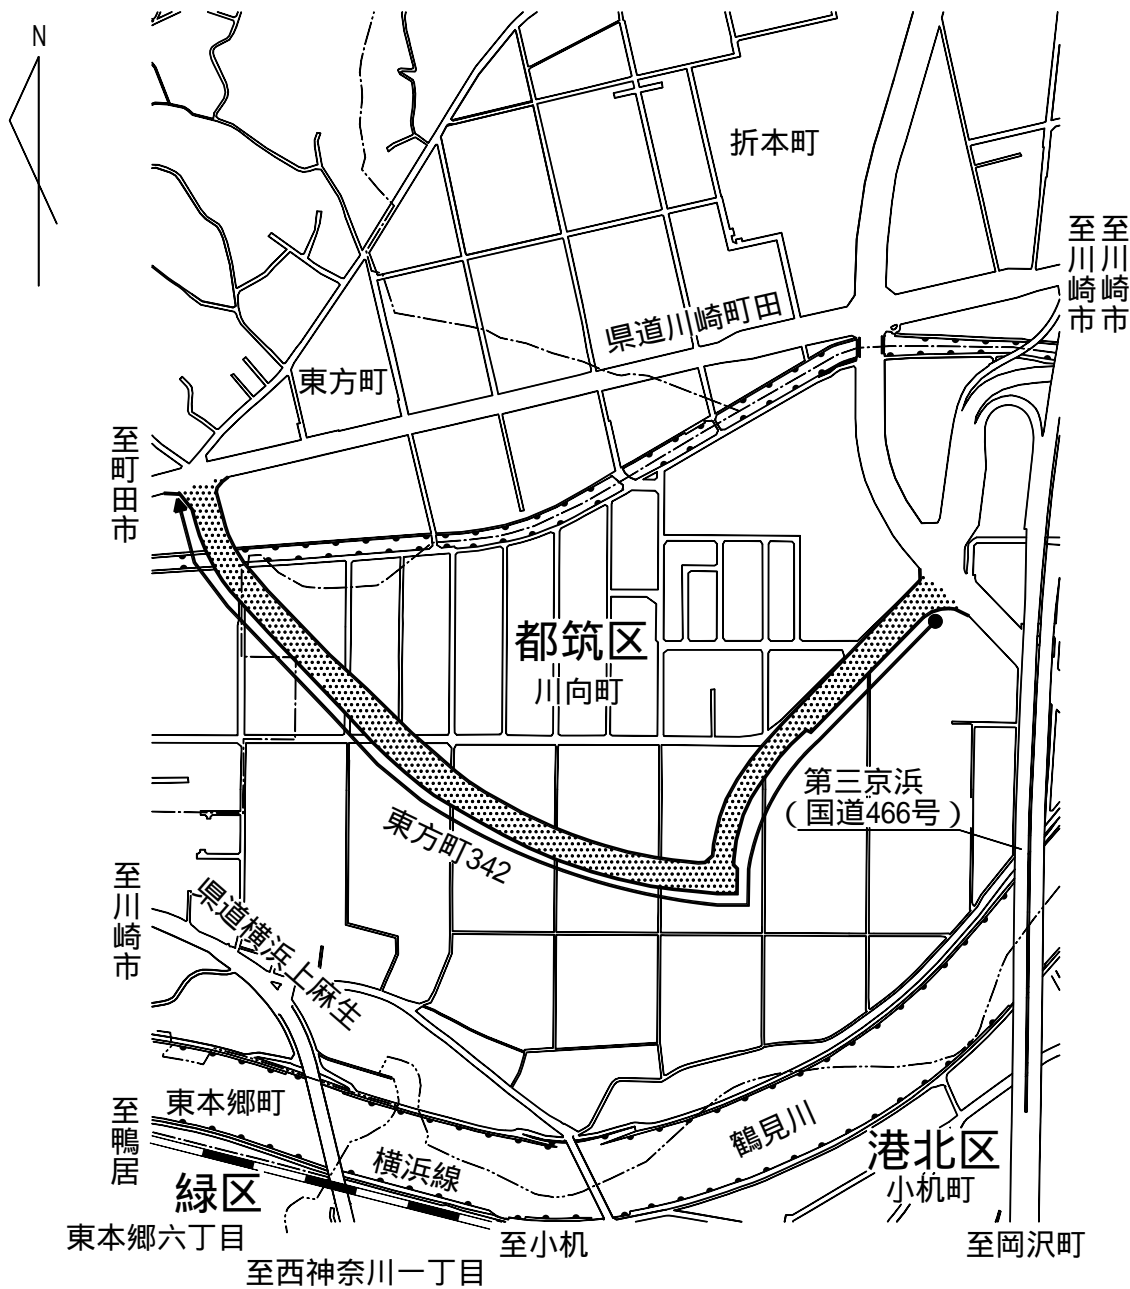 N
折本町
至川崎市
至川崎市
県道川崎町田
東方町
至町田市
都筑区
川向町
第三京浜
（国道466号）
東方町342
至川崎市
県道横浜上麻生
東本郷町
至鴨居
鶴見川
港北区
小机町
横浜線
緑区
東本郷六丁目
至小机
至岡沢町
至西神奈川一丁目